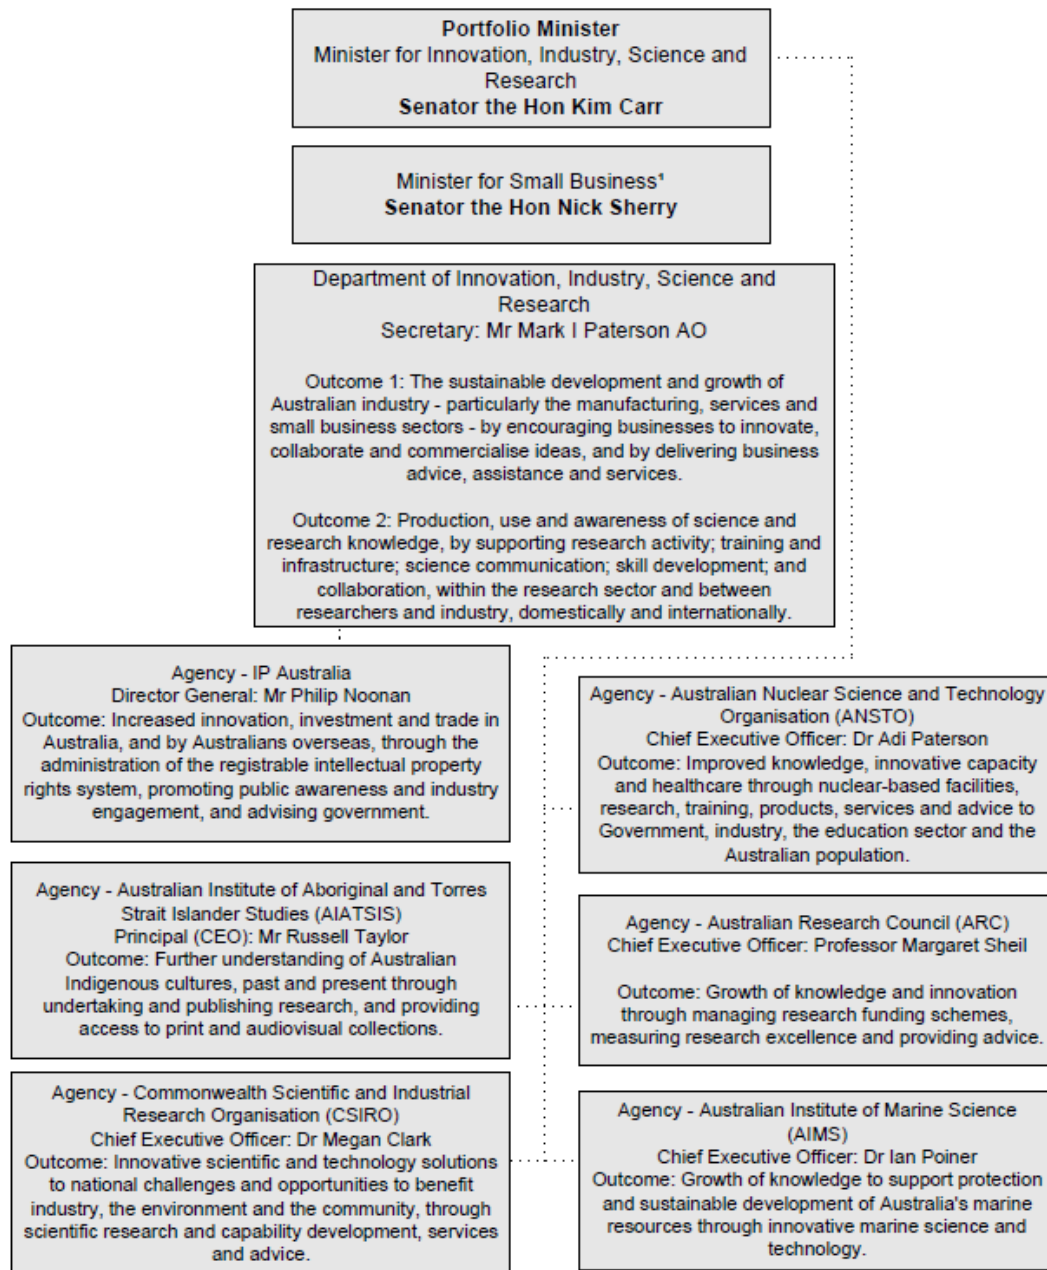 Portfolio Minister
Minister for Innovation, Industry, Science and
Research
Senator the Hon Kim Carr
Minister for Small Business¹
Senator the Hon Nick Sherry
Department of Innovation, Industry, Science and
Research
Secretary: Mr Mark I Paterson AO
Outcome 1: The sustainable development and growth of
Australian industry - particularly the manufacturing, services and
small business sectors - by encouraging businesses to innovate,
collaborate and commercialise ideas, and by delivering business
advice, assistance and services.
Outcome 2: Production, use and awareness of science and
research knowledge, by supporting research activity; training and
infrastructure; science communication; skill development; and
collaboration, within the research sector and between
researchers and industry, domestically and internationally.
Agency - IP Australia
Director General: Mr Philip Noonan
Outcome: Increased innovation, investment and trade in
Australia, and by Australians overseas, through the
administration of the registrable intellectual property
rights system, promoting public awareness and industry
engagement, and advising government.
Agency - Australian Nuclear Science and Technology
Organisation (ANSTO)
Chief Executive Officer: Dr Adi Paterson
Outcome: Improved knowledge, innovative capacity
and healthcare through nuclear-based facilities,
research, training, products, services and advice to
Government, industry, the education sector and the
Australian population.
Agency - Australian Institute of Aboriginal and Torres
Strait Islander Studies (AIATSIS)
Principal (CEO): Mr Russell Taylor
Outcome: Further understanding of Australian
Indigenous cultures, past and present through
undertaking and publishing research, and providing
access to print and audiovisual collections.
Agency - Australian Research Council (ARC)
Chief Executive Officer: Professor Margaret Sheil
Outcome: Growth of knowledge and innovation
through managing research funding schemes,
measuring research excellence and providing advice.
Agency - Commonwealth Scientific and Industrial
Research Organisation (CSIRO)
Chief Executive Officer: Dr Megan Clark
Outcome: Innovative scientific and technology solutions
to national challenges and opportunities to benefit
industry, the environment and the community, through
scientific research and capability development, services
and advice.
Agency - Australian Institute of Marine Science
(AIMS)
Chief Executive Officer: Dr Ian Poiner
Outcome: Growth of knowledge to support protection
and sustainable development of Australia's marine
resources through innovative marine science and
technology.